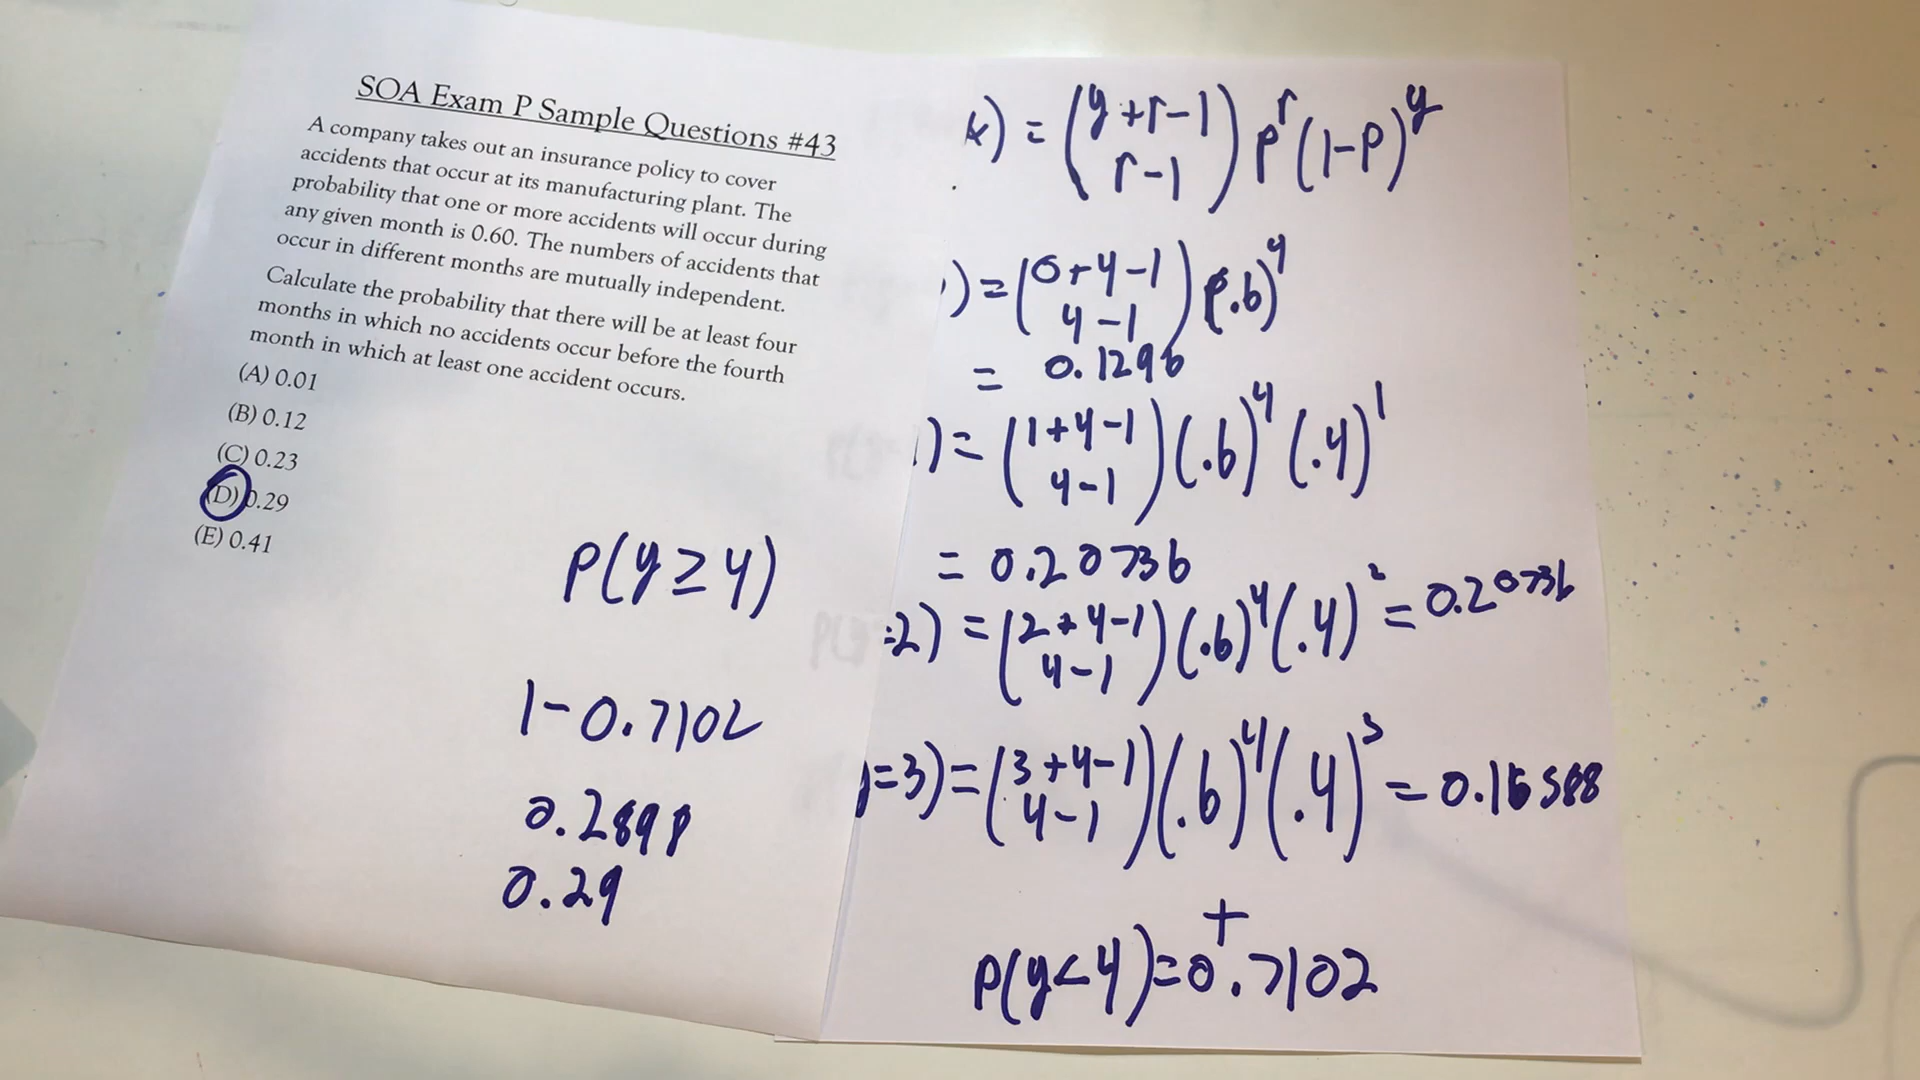 SOA Exam P Sample Questions #43
A company takes out an insurance policy to cover
accidents that occur at its manufacturing plant. The
probability that one or more accidents will occur during
any given month is 0.60. The numbers of accidents that
occur in different months are mutually independent.
Calculate the probability that there will be at least four
months in which no accidents occur before the fourth
month in which at least one accident occurs.
(A) 0.01
(B) 0.12
(C) 0.23
(D) 0.29
(E) 0.41
P(y ≥ 4)
1 - 0.7102
0.2898
0.29
) = (y+r-1 r-1) p^r (1-p)^y
) = (0+4-1 4-1) (.6)^4
= 0.1296
) = (1+4-1 4-1) (.6)^4 (.4)^1
= 0.20736
=2) = (2+4-1 4-1) (.6)^4 (.4)^2 = 0.20736
y=3) = (3+4-1 4-1) (.6)^4 (.4)^3 = 0.16588
+
P(y<4) = 0.7102